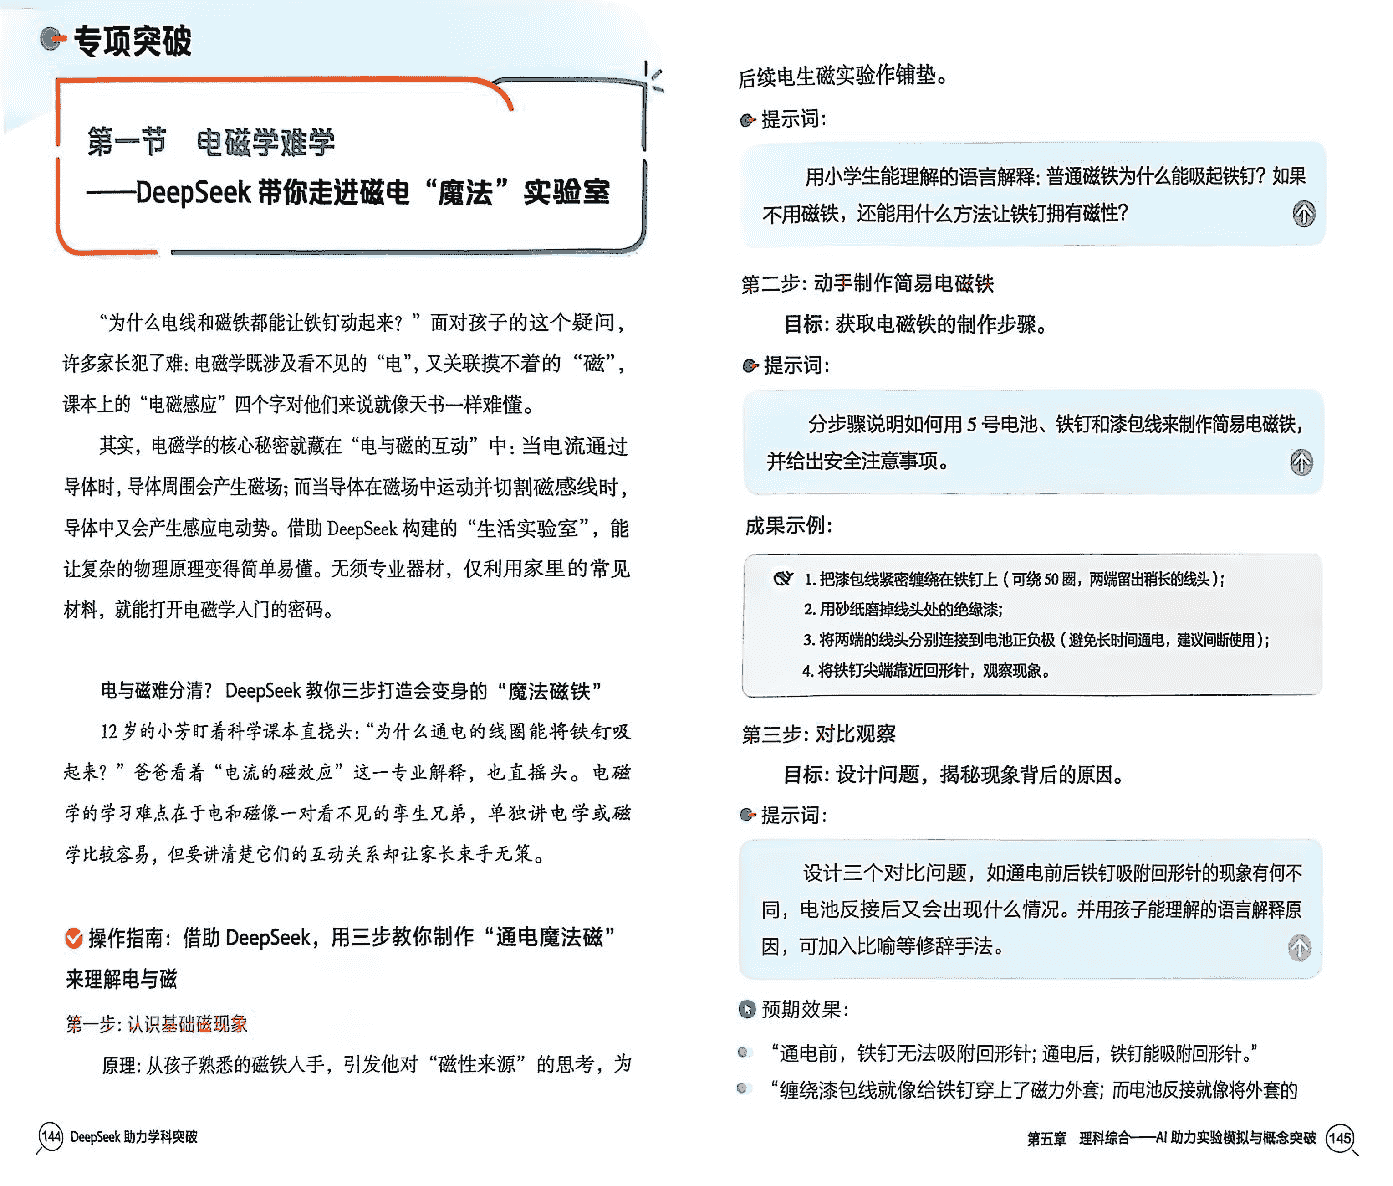 专项突破
第一节 电磁学难学
——DeepSeek 带你走进磁电“魔法”实验室
“为什么电线和磁铁都能让铁钉动起来？”面对孩子的这个疑问，
许多家长犯了难：电磁学既涉及看不见的“电”，又关联摸不着的“磁”，
课本上的“电磁感应”四个字对他们来说就像天书一样难懂。
其实，电磁学的核心秘密就藏在“电与磁的互动”中：当电流通过
导体时，导体周围会产生磁场；而当导体在磁场中运动并切割磁感线时，
导体中又会产生感应电动势。借助 DeepSeek 构建的“生活实验室”，能
让复杂的物理原理变得简单易懂。无须专业器材，仅利用家里的常见
材料，就能打开电磁学入门的密码。
电与磁难分清？ DeepSeek 教你三步打造会变身的“魔法磁铁”
12 岁的小芳盯着科学课本直挠头：“为什么通电的线圈能将铁钉吸
起来？”爸爸看着“电流的磁效应”这一专业解释，也直摇头。电磁
学的学习难点在于电和磁像一对看不见的孪生兄弟，单独讲电学或磁
学比较容易，但要讲清楚它们的互动关系却让家长束手无策。
操作指南：借助 DeepSeek，用三步教你制作“通电魔法磁”
来理解电与磁
第一步：认识基础磁现象
原理：从孩子熟悉的磁铁入手，引发他对“磁性来源”的思考，为
144 DeepSeek 助力学科突破
后续电生磁实验作铺垫。
提示词：
用小学生能理解的语言解释：普通磁铁为什么能吸起铁钉？如果
不用磁铁，还能用什么方法让铁钉拥有磁性？
第二步：动手制作简易电磁铁
目标：获取电磁铁的制作步骤。
提示词：
分步骤说明如何用 5 号电池、铁钉和漆包线来制作简易电磁铁，
并给出安全注意事项。
成果示例：
1. 把漆包线紧密缠绕在铁钉上（可绕 50 圈，两端留出稍长的线头）；
2. 用砂纸磨掉线头处的绝缘漆；
3. 将两端的线头分别连接到电池正负极（避免长时间通电，建议间断使用）；
4. 将铁钉尖端靠近回形针，观察现象。
第三步：对比观察
目标：设计问题，揭秘现象背后的原因。
提示词：
设计三个对比问题，如通电前后铁钉吸附回形针的现象有何不
同，电池反接后又会出现什么情况。并用孩子能理解的语言解释原
因，可加入比喻等修辞手法。
预期效果：
“通电前，铁钉无法吸附回形针；通电后，铁钉能吸附回形针。”
“缠绕漆包线就像给铁钉穿上了磁力外套；而电池反接就像将外套的
第五章 理科综合——AI 助力实验模拟与概念突破 145